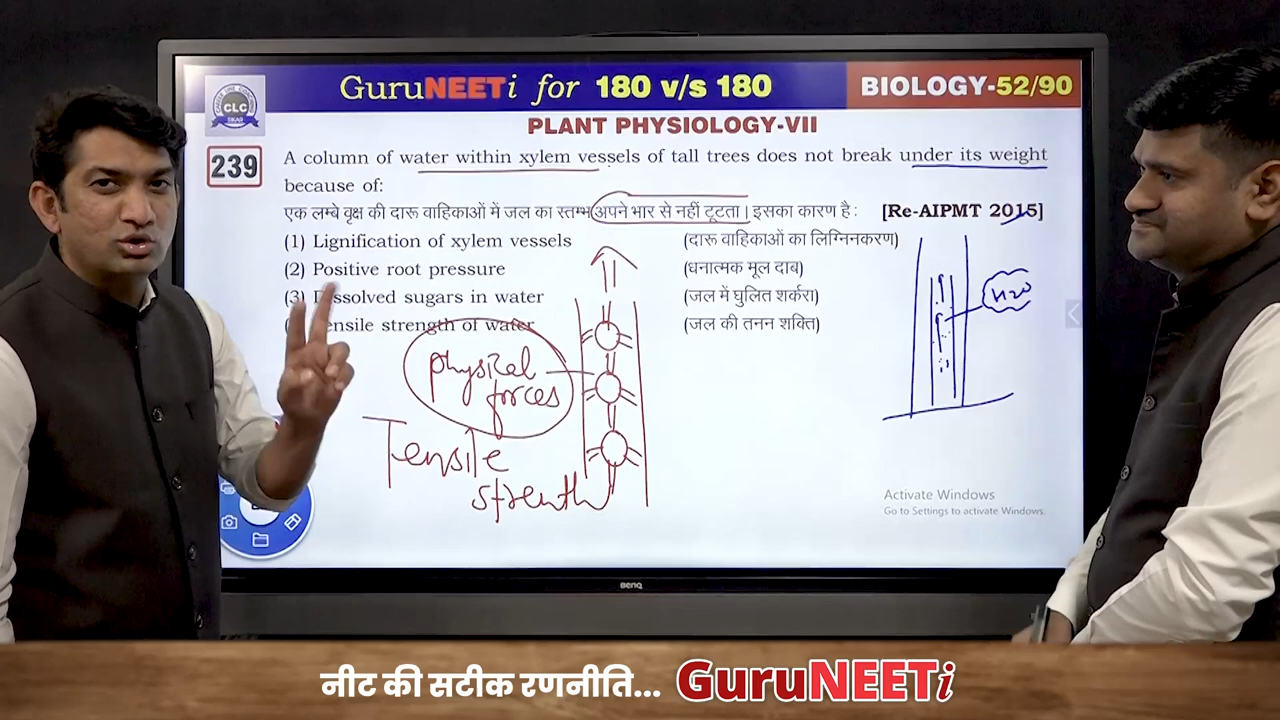 GuruNEETi for 180 v/s 180
BIOLOGY-52/90
CLC
SIKAR
PLANT PHYSIOLOGY-VII
239
A column of water within xylem vessels of tall trees does not break under its weight
because of:
एक लम्बे वृक्ष की दारू वाहिकाओं में जल का स्तम्भ अपने भार से नहीं टूटता। इसका कारण है : [Re-AIPMT 2015]
(1) Lignification of xylem vessels (दारू वाहिकाओं का लिग्निनकरण)
(2) Positive root pressure (धनात्मक मूल दाब)
(3) Dissolved sugars in water (जल में घुलित शर्करा)
Tensile strength of water (जल की तनन शक्ति)
H2O
physical
forces
Tensile
strenth
Activate Windows
Go to Settings to activate Windows.
BenQ
नीट की सटीक रणनीति... GuruNEETi